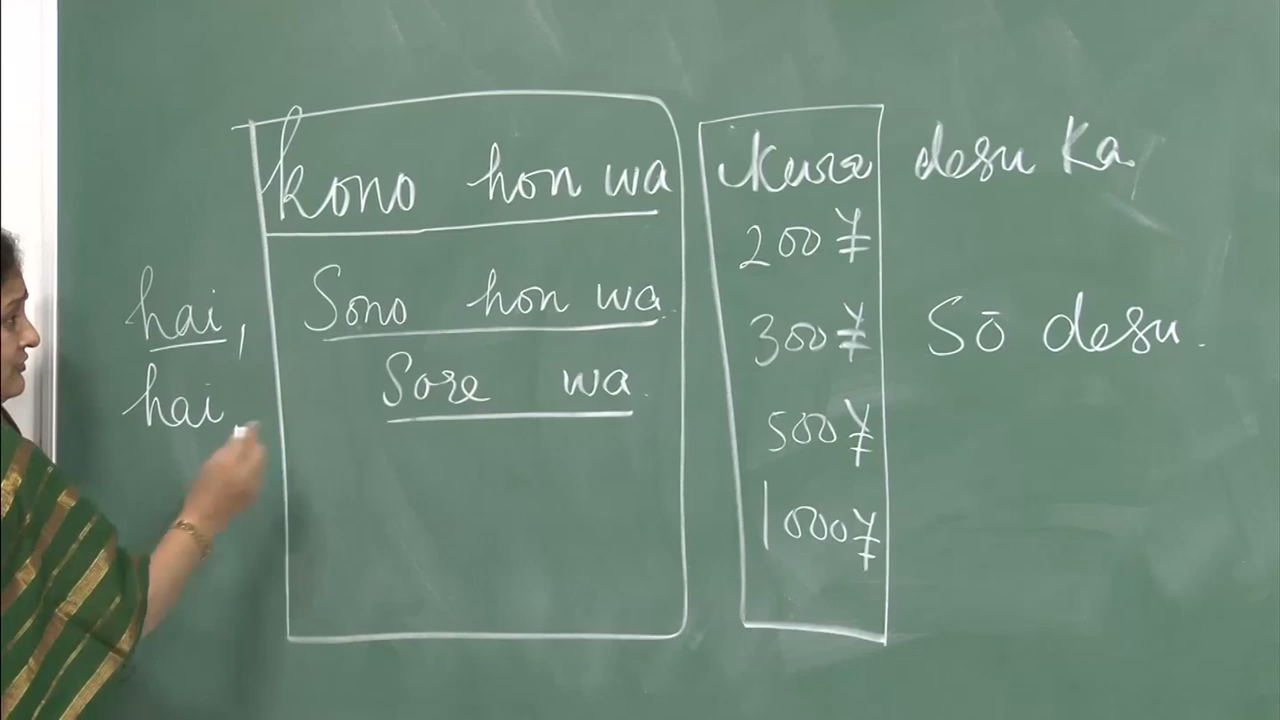 kono hon wa ikura desu ka
200 ¥
hai, Sono hon wa 300 ¥ Sō desu.
hai, Sore wa.
500 ¥
1000 ¥